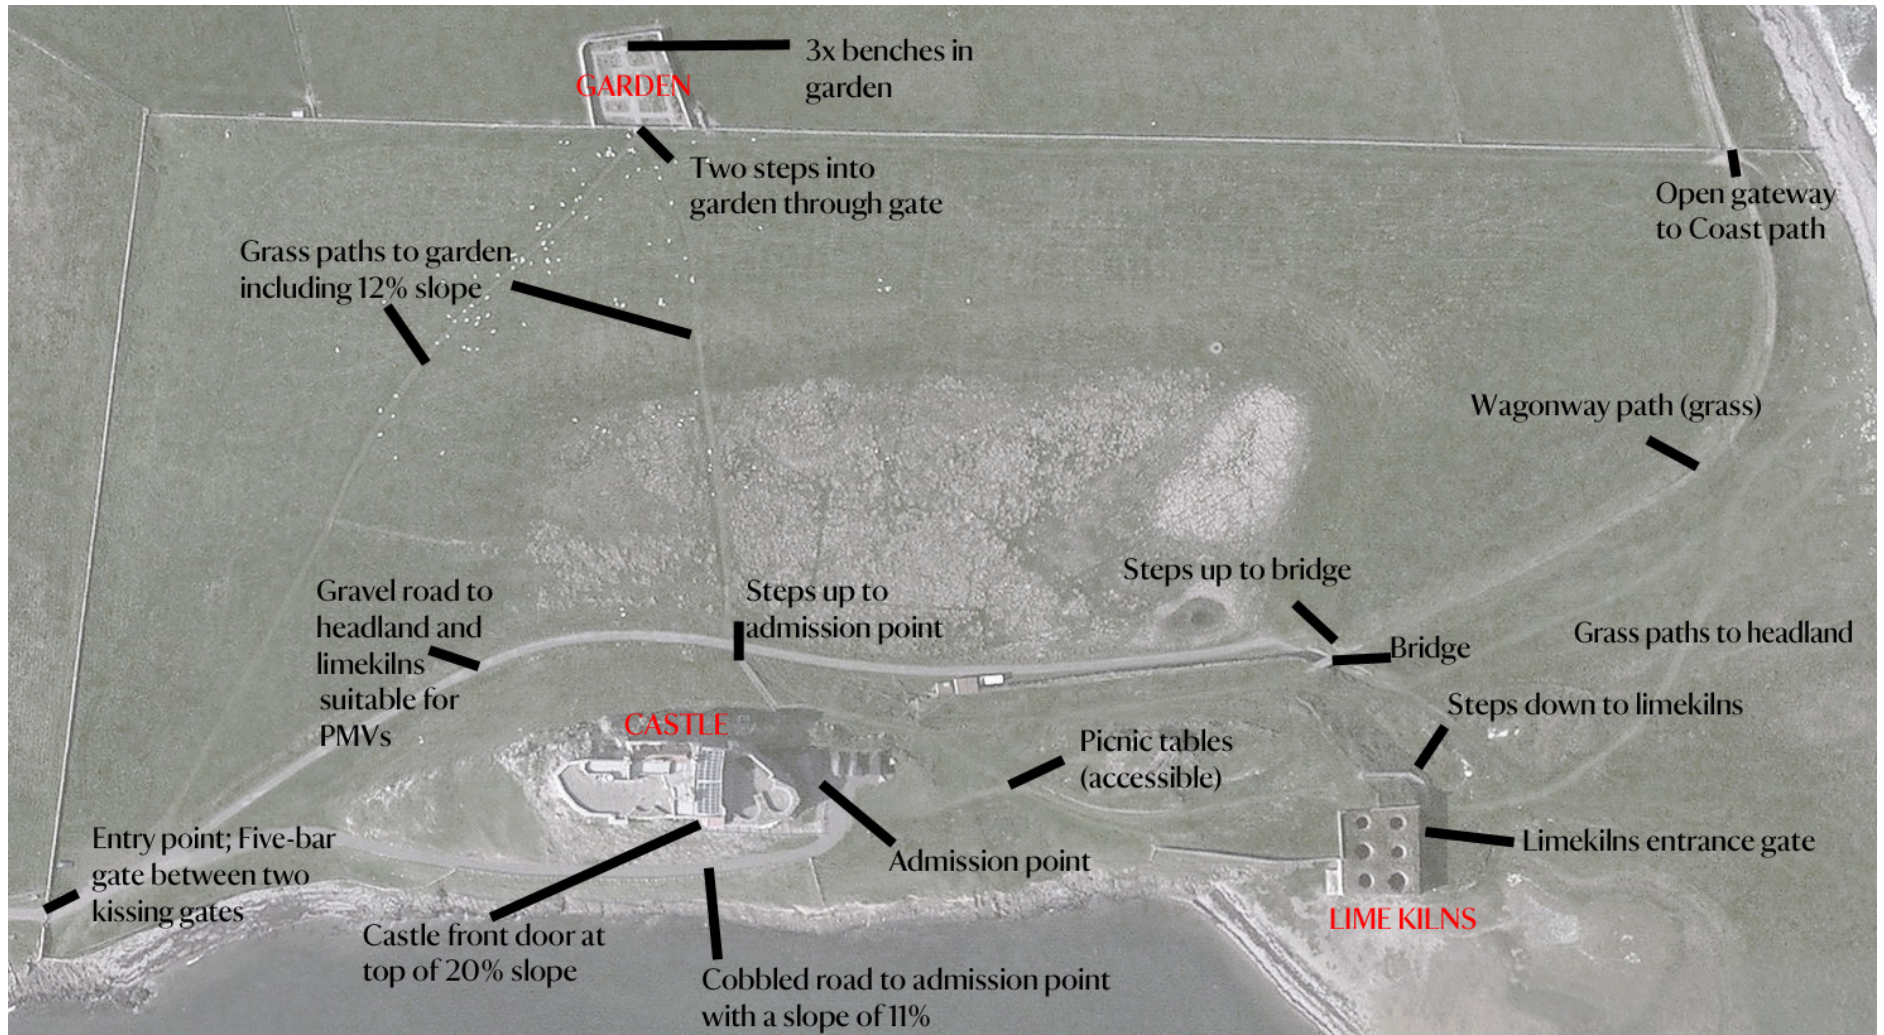 3x benches in
garden
GARDEN
Two steps into
garden through gate
Open gateway
to Coast path
Grass paths to garden
including 12% slope
Wagonway path (grass)
Steps up to bridge
Gravel road to
headland and
limekilns
suitable for
PMVs
Steps up to
admission point
Grass paths to headland
Bridge
Steps down to limekilns
CASTLE
Picnic tables
(accessible)
Entry point; Five-bar
gate between two
kissing gates
Admission point
Limekilns entrance gate
LIME KILNS
Castle front door at
top of 20% slope
Cobbled road to admission point
with a slope of 11%